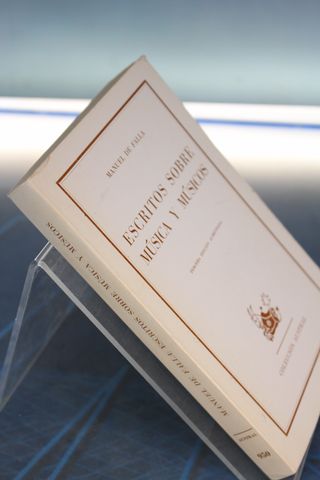 MANUEL DE FALLA
ESCRITOS SOBRE
MÚSICA Y MÚSICOS
COLECCIÓN AUSTRAL
MANUEL DE FALLA: ESCRITOS SOBRE MÚSICA Y MÚSICOS
950